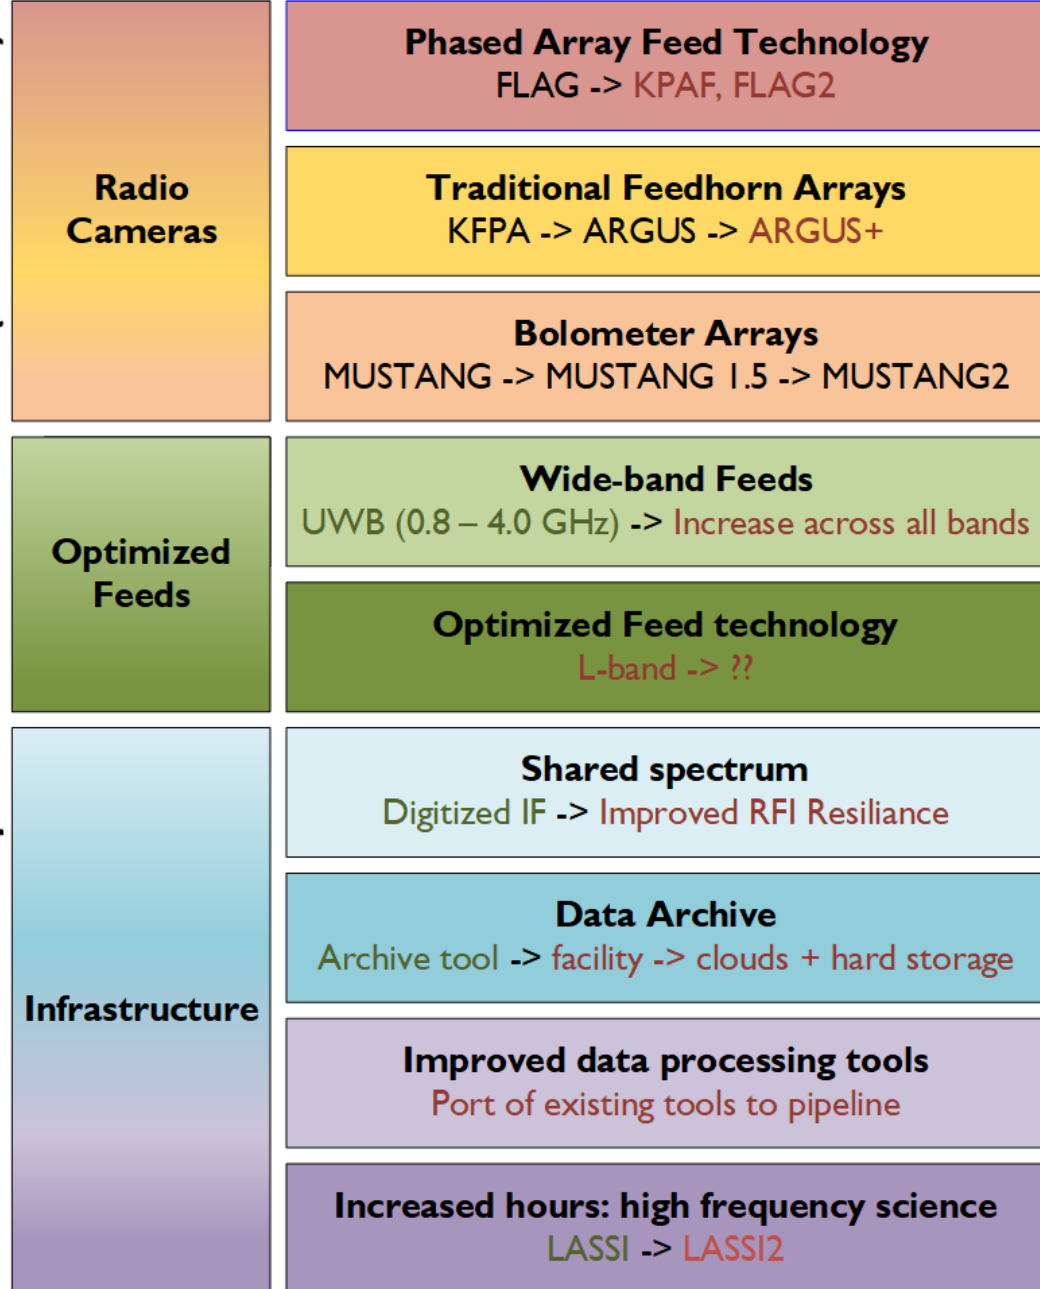 Radio
Cameras
Phased Array Feed Technology
FLAG -> KPAF, FLAG2
Traditional Feedhorn Arrays
KFPA -> ARGUS -> ARGUS+
Bolometer Arrays
MUSTANG -> MUSTANG 1.5 -> MUSTANG2
Optimized
Feeds
Wide-band Feeds
UWB (0.8 – 4.0 GHz) -> Increase across all bands
Optimized Feed technology
L-band -> ??
Infrastructure
Shared spectrum
Digitized IF -> Improved RFI Resiliance
Data Archive
Archive tool -> facility -> clouds + hard storage
Improved data processing tools
Port of existing tools to pipeline
Increased hours: high frequency science
LASSI -> LASSI2